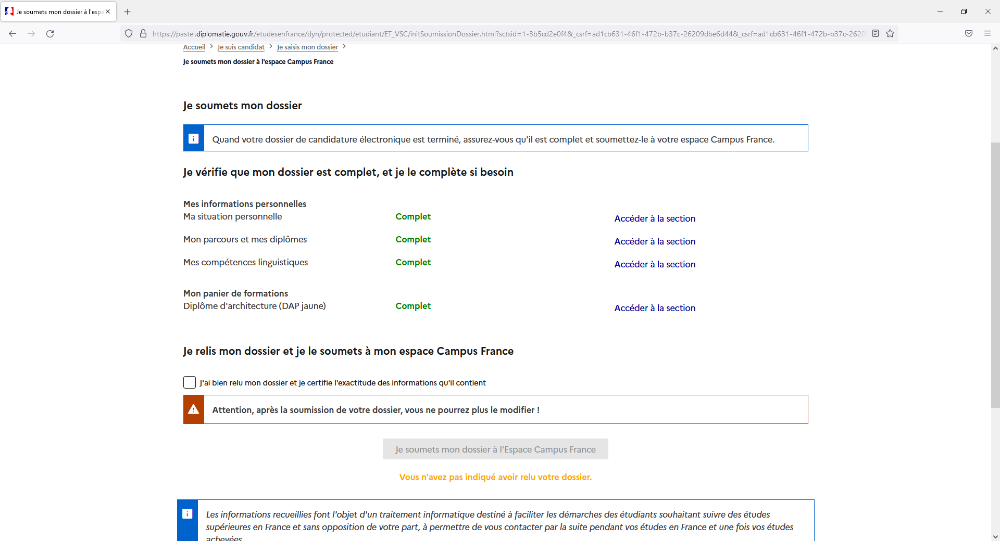 Je soumets mon dossier à l'esp
https://pastel.diplomatie.gouv.fr/etudesenfrance/dyn/protected/etudiant/ET_VSC/initSoumissionDossier.html?sctxid=1-3b5cd2e0f4&_csrf=ad1cb631-46f1-472b-b37c-26209dbe6d44&_csrf=ad1cb631-46f1-472b-b37c-2620
Accueil > Je suis candidat > Je saisis mon dossier >
Je soumets mon dossier à l'espace Campus France
Je soumets mon dossier
Quand votre dossier de candidature électronique est terminé, assurez-vous qu'il est complet et soumettez-le à votre espace Campus France.
Je vérifie que mon dossier est complet, et je le complète si besoin
Mes informations personnelles
Ma situation personnelle Complet Accéder à la section
Mon parcours et mes diplômes Complet Accéder à la section
Mes compétences linguistiques Complet Accéder à la section
Mon panier de formations
Diplôme d'architecture (DAP jaune) Complet Accéder à la section
Je relis mon dossier et je le soumets à mon espace Campus France
J'ai bien relu mon dossier et je certifie l'exactitude des informations qu'il contient
Attention, après la soumission de votre dossier, vous ne pourrez plus le modifier !
Je soumets mon dossier à l'Espace Campus France
Vous n'avez pas indiqué avoir relu votre dossier.
Les informations recueillies font l'objet d'un traitement informatique destiné à faciliter les démarches des étudiants souhaitant suivre des études
supérieures en France et sans opposition de votre part, à permettre de vous contacter par la suite pendant vos études en France et une fois vos études
achevées